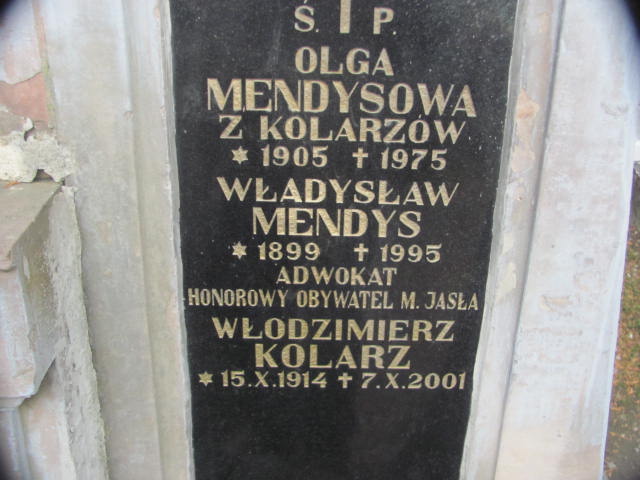 Ś. † P.
OLGA
MENDYSOWA
Z KOLARZÓW
* 1905 † 1975
WŁADYSŁAW
MENDYS
* 1899 † 1995
ADWOKAT
HONOROWY OBYWATEL M. JASŁA
WŁODZIMIERZ
KOLARZ
* 15.X.1914 † 7.X.2001